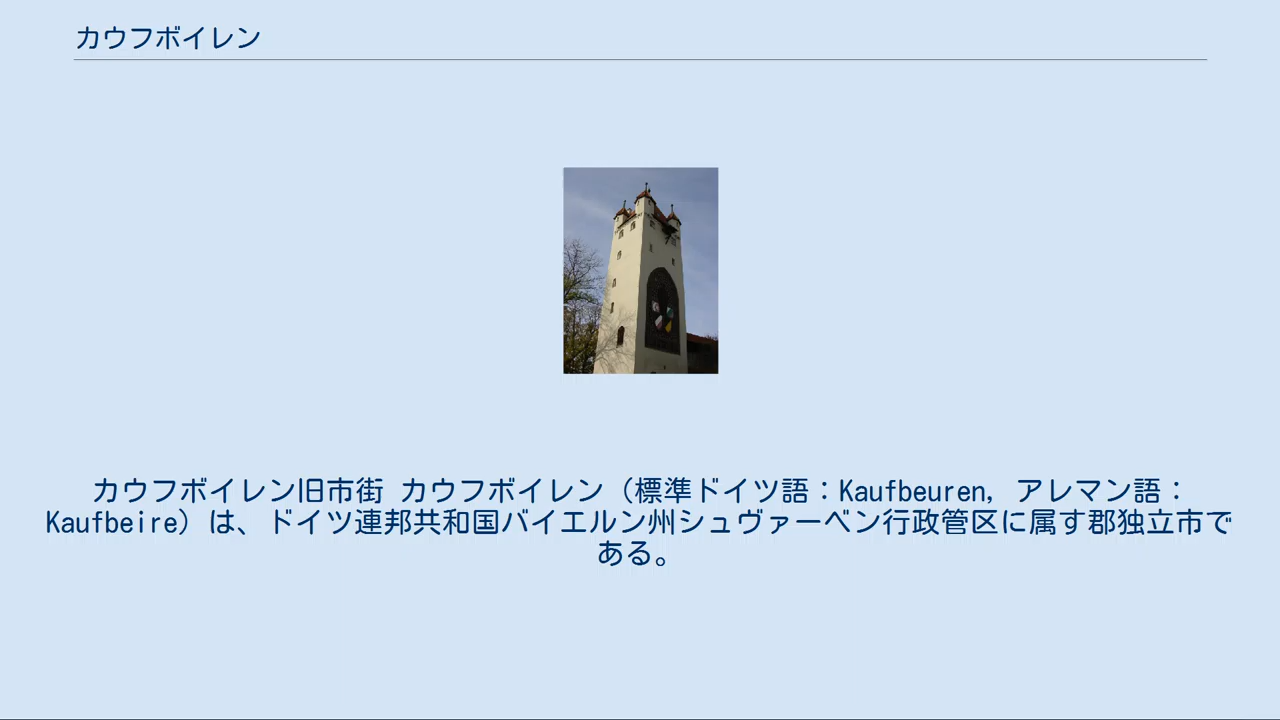 カウフボイレン
カウフボイレン旧市街 カウフボイレン（標準ドイツ語：Kaufbeuren, アレマン語：
Kaufbeire）は、ドイツ連邦共和国バイエルン州シュヴァーベン行政管区に属す郡独立市で
ある。